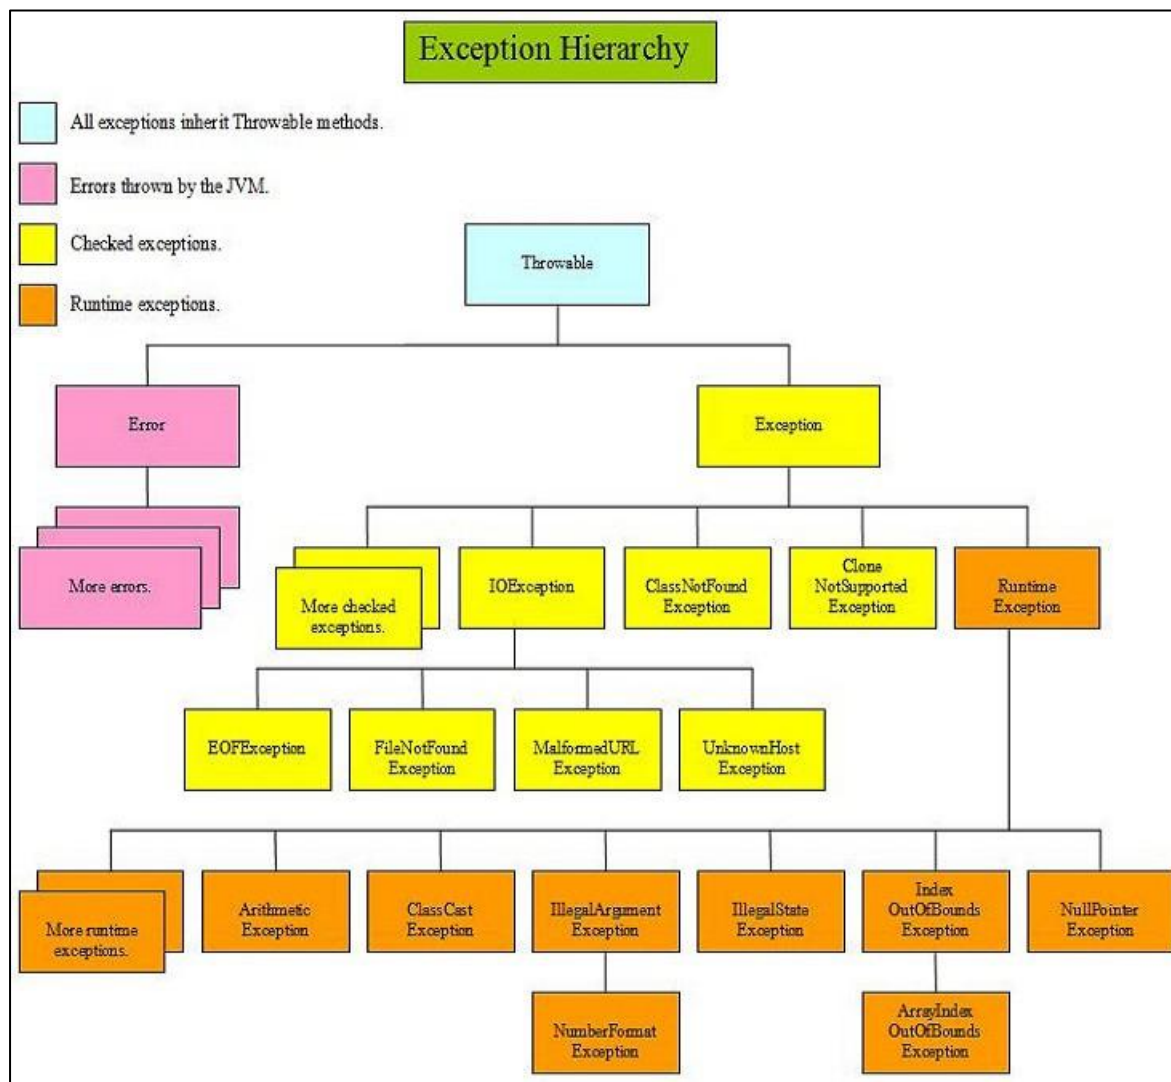 Exception Hierarchy
All exceptions inherit Throwable methods.
Errors thrown by the JVM.
Checked exceptions.
Runtime exceptions.
Throwable
Error
Exception
More errors.
More checked
exceptions.
IOException
ClassNotFound
Exception
Clone
NotSupported
Exception
Runtime
Exception
EOFException
FileNotFound
Exception
MalformedURL
Exception
UnknownHost
Exception
More runtime
exceptions.
Arithmetic
Exception
ClassCast
Exception
IllegalArgument
Exception
IllegalState
Exception
Index
OutOfBounds
Exception
NullPointer
Exception
NumberFormat
Exception
ArrayIndex
OutOfBounds
Exception